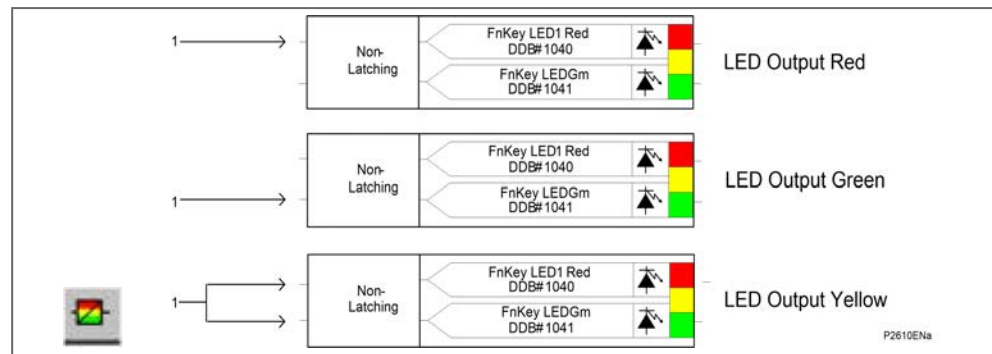 FnKey LED1 Red
DDB#1040
1
Non-
Latching
LED Output Red
FnKey LEDGrn
DDB#1041
FnKey LED1 Red
DDB#1040
Non-
Latching
LED Output Green
1
FnKey LEDGrn
DDB#1041
FnKey LED1 Red
DDB#1040
1
Non-
Latching
LED Output Yellow
FnKey LEDGrn
DDB#1041
P2610ENa